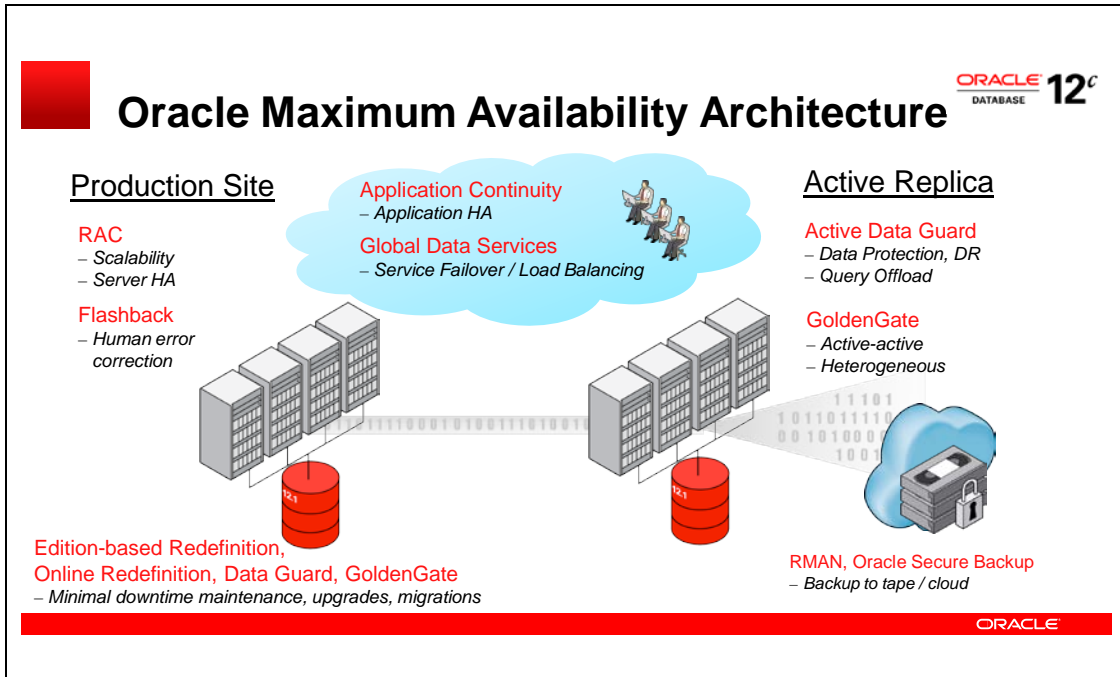 Oracle Maximum Availability Architecture
ORACLE
DATABASE
12c
Production Site
RAC
– Scalability
– Server HA
Flashback
– Human error
correction
Application Continuity
– Application HA
Global Data Services
– Service Failover / Load Balancing
Active Replica
Active Data Guard
– Data Protection, DR
– Query Offload
GoldenGate
– Active-active
– Heterogeneous
11101
1011011110
00 1010000
1001
12.1
12.1
Edition-based Redefinition,
Online Redefinition, Data Guard, GoldenGate
– Minimal downtime maintenance, upgrades, migrations
RMAN, Oracle Secure Backup
– Backup to tape / cloud
ORACLE